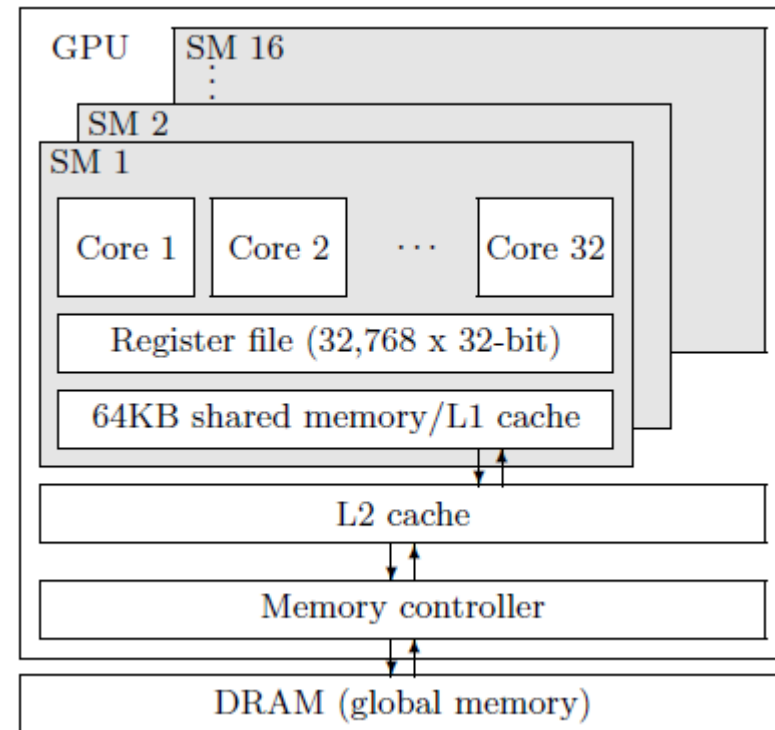 GPU
SM 16
SM 2
SM 1
Core 1 Core 2 ··· Core 32
Register file (32,768 x 32-bit)
64KB shared memory/L1 cache
L2 cache
Memory controller
DRAM (global memory)